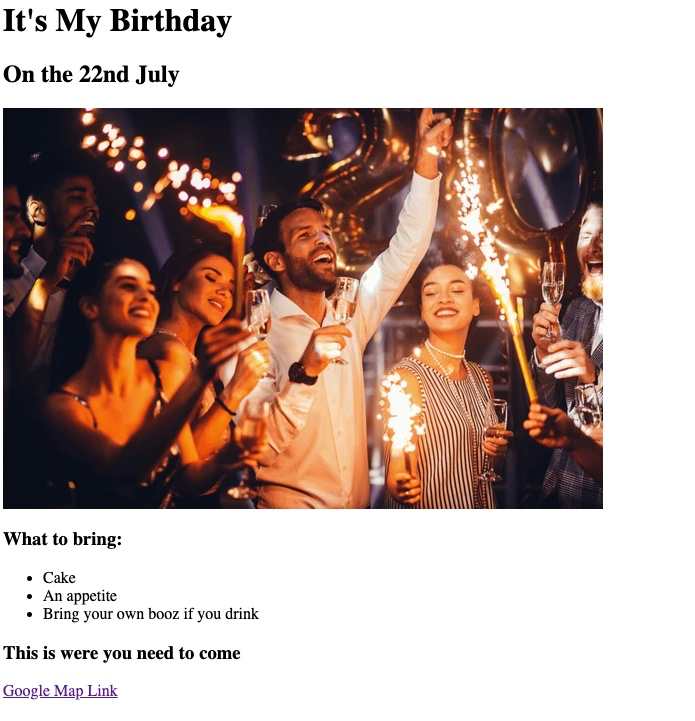 It's My Birthday
On the 22nd July
20
What to bring:
Cake
An appetite
Bring your own booz if you drink
This is were you need to come
Google Map Link